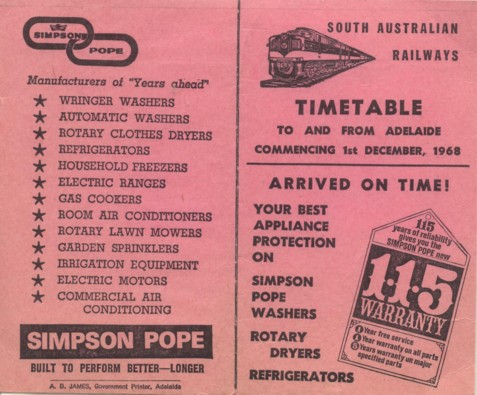 SIMPSON
POPE
Manufacturers of "Years ahead"
★ WRINGER WASHERS
★ AUTOMATIC WASHERS
★ ROTARY CLOTHES DRYERS
★ REFRIGERATORS
★ HOUSEHOLD FREEZERS
★ ELECTRIC RANGES
★ GAS COOKERS
★ ROOM AIR CONDITIONERS
★ ROTARY LAWN MOWERS
★ GARDEN SPRINKLERS
★ IRRIGATION EQUIPMENT
★ ELECTRIC MOTORS
★ COMMERCIAL AIR
CONDITIONING
SIMPSON POPE
BUILT TO PERFORM BETTER—LONGER
A. B. JAMES, Government Printer, Adelaide
SOUTH AUSTRALIAN
RAILWAYS
TIMETABLE
TO AND FROM ADELAIDE
COMMENCING 1st DECEMBER, 1968
ARRIVED ON TIME!
YOUR BEST
APPLIANCE
PROTECTION
ON
SIMPSON
POPE
WASHERS
ROTARY
DRYERS
REFRIGERATORS
115
years of reliability
gives you the
SIMPSON POPE new
1·1·5
WARRANTY
1 Year free service
1 Year warranty on all parts
5 Years warranty on major
specified parts